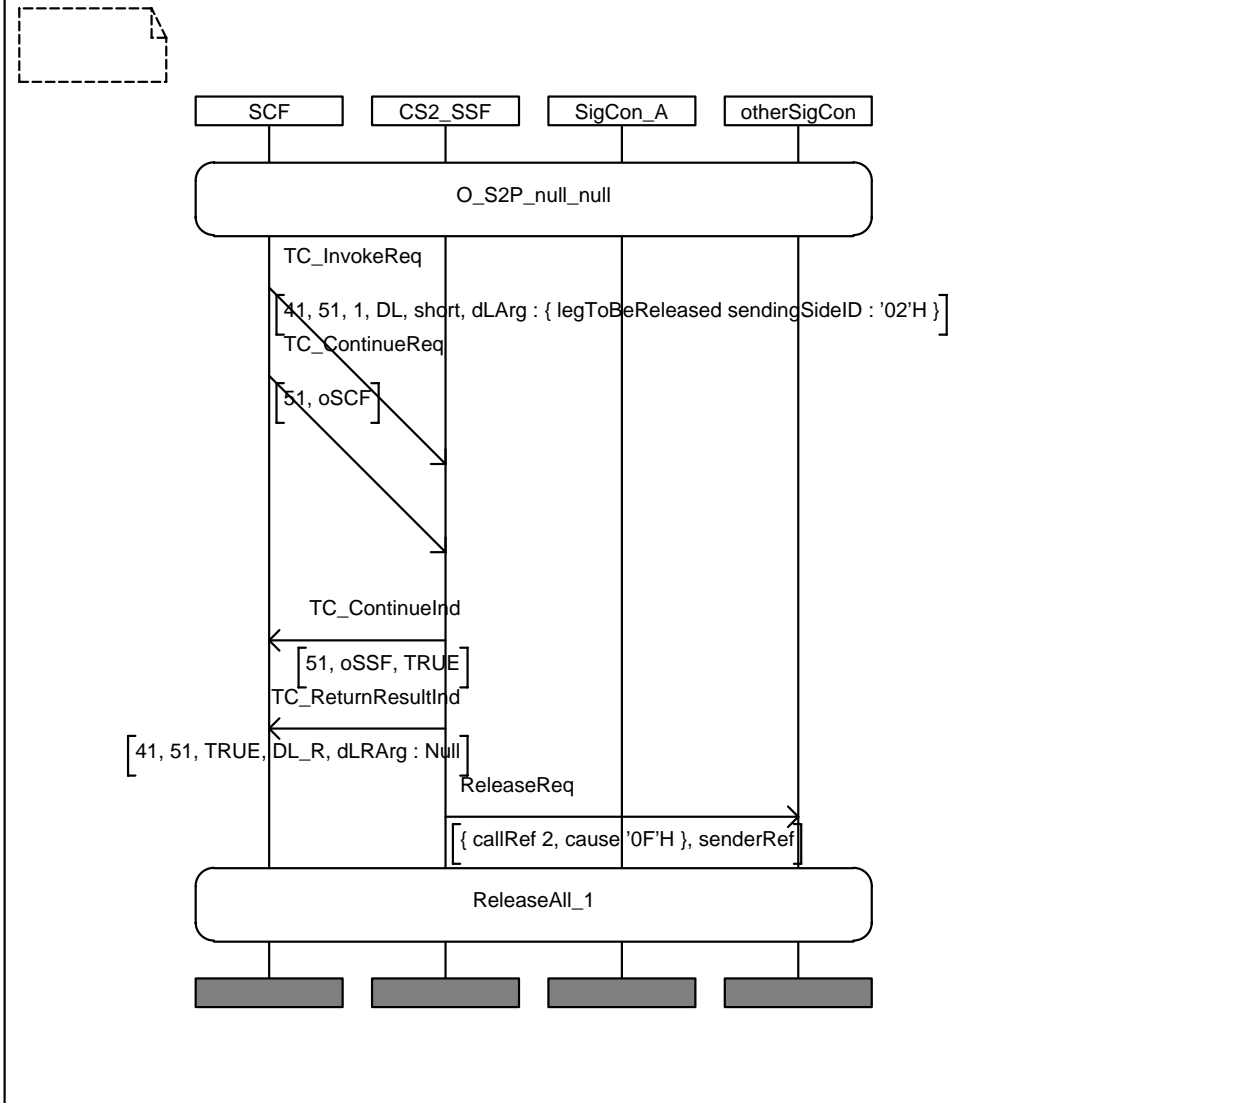 SCF CS2_SSF SigCon_A otherSigCon
O_S2P_null_null
TC_InvokeReq
41, 51, 1, DL, short, dLArg : { legToBeReleased sendingSideID : '02’H }
TC_ContinueReq
51, oSCF
TC_ContinueInd
51, oSSF, TRUE
TC_ReturnResultInd
41, 51, TRUE, DL_R, dLRArg : Null
ReleaseReq
{ callRef 2, cause '0F’H }, senderRef
ReleaseAll_1